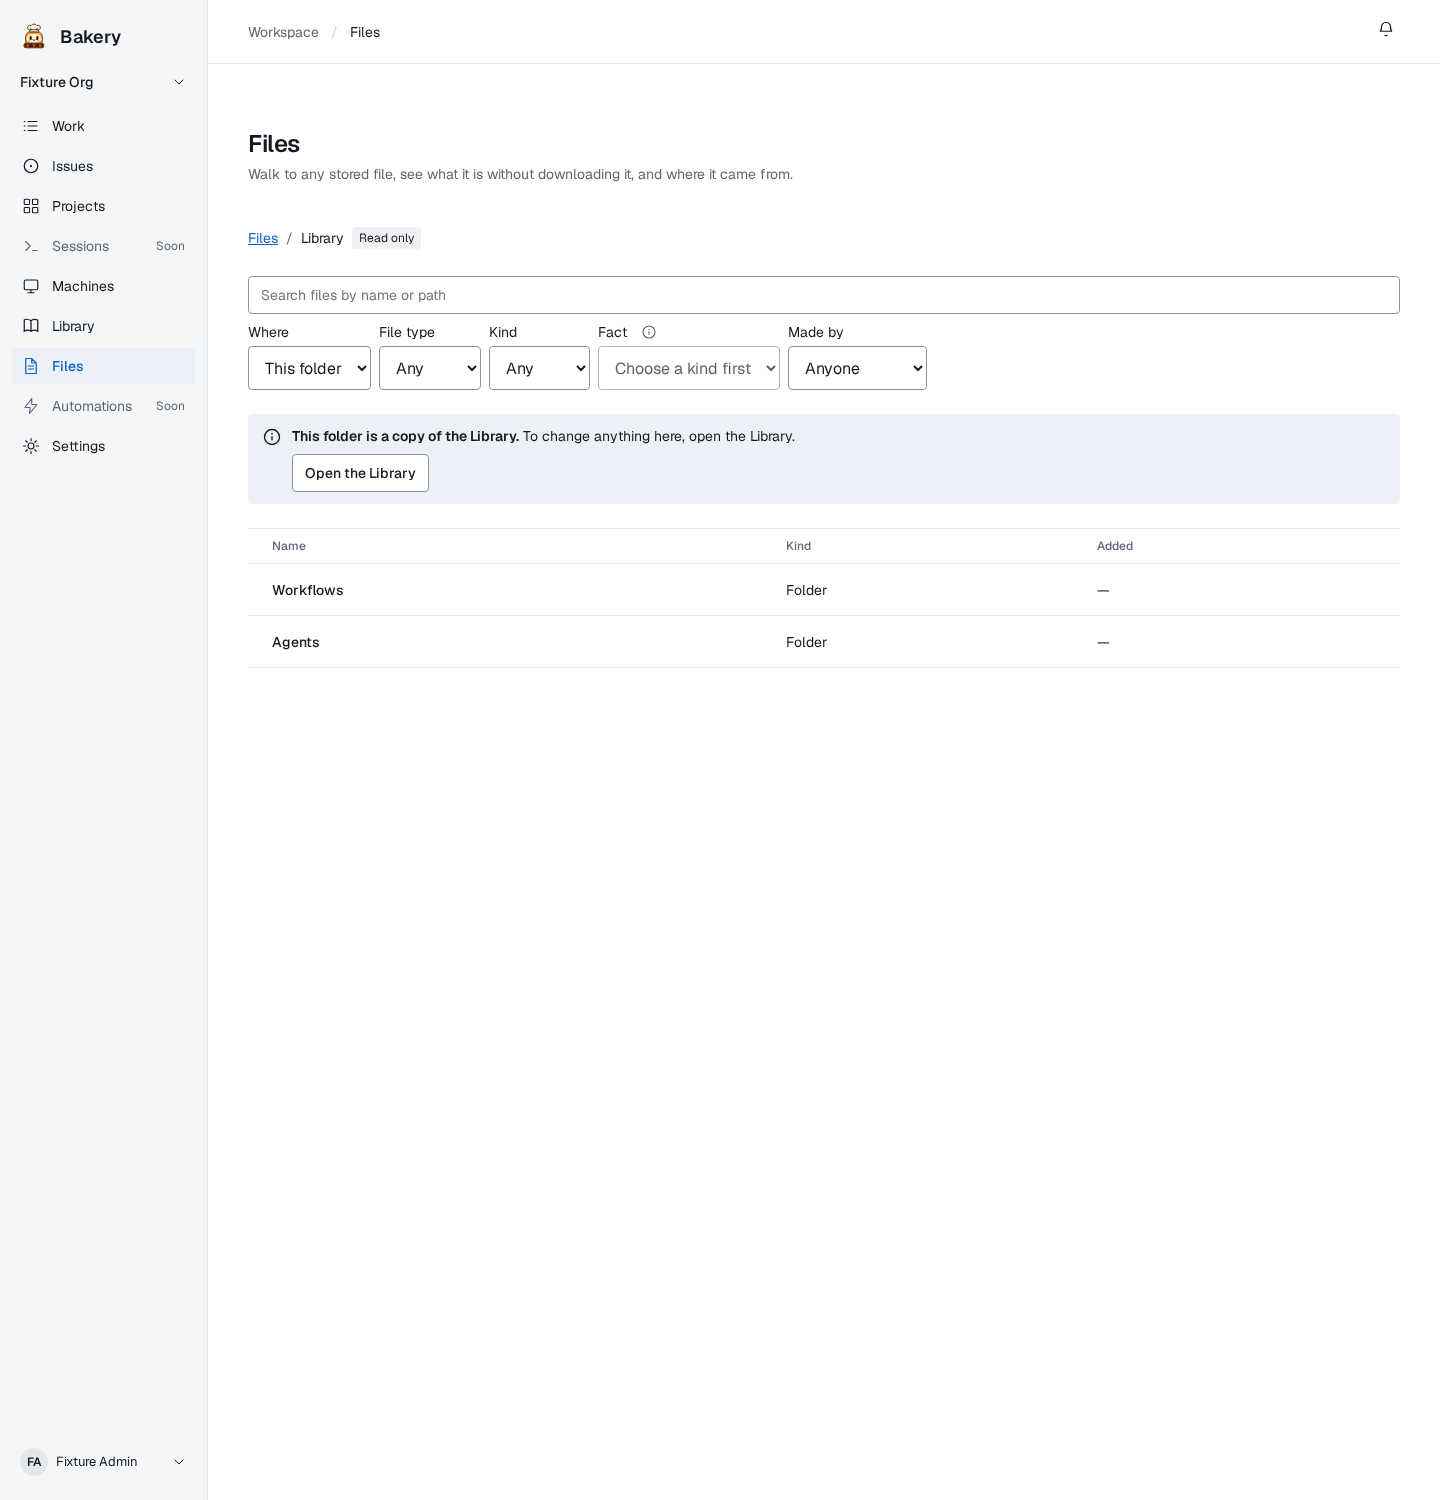 Bakery
Fixture Org
Work
Issues
Projects
Sessions Soon
Machines
Library
Files
Automations Soon
Settings
FA Fixture Admin
Workspace / Files
Files
Walk to any stored file, see what it is without downloading it, and where it came from.
Files / Library Read only
Search files by name or path
Where File type Kind Fact Made by
This folder Any Any Choose a kind first Anyone
This folder is a copy of the Library. To change anything here, open the Library.
Open the Library
Name Kind Added
Workflows Folder —
Agents Folder —